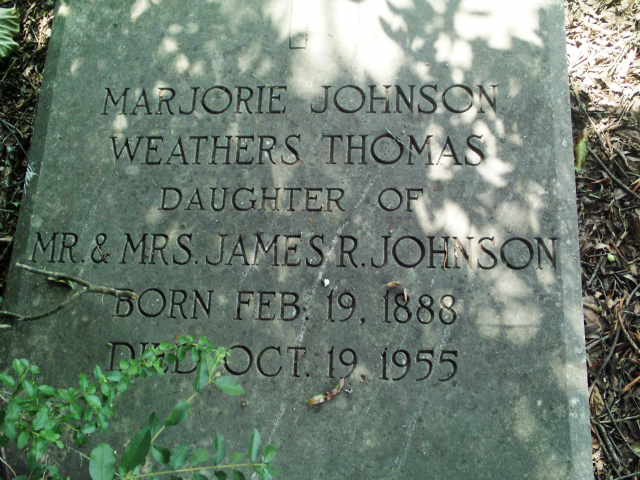 MARJORIE JOHNSON
WEATHERS THOMAS
DAUGHTER OF
MR. & MRS. JAMES R. JOHNSON
BORN FEB. 19, 1888
DIED OCT. 19, 1955